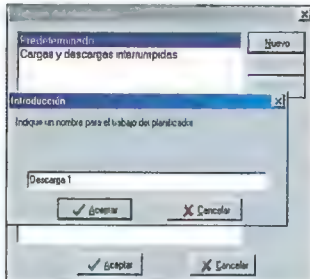 Predeterminado
Nuevo
Cargas y descargas interrumpidas
Introducción
Indique un nombre para el trabajo del planificador
Descarga 1
Aceptar
Cancelar
Aceptar
Cancelar